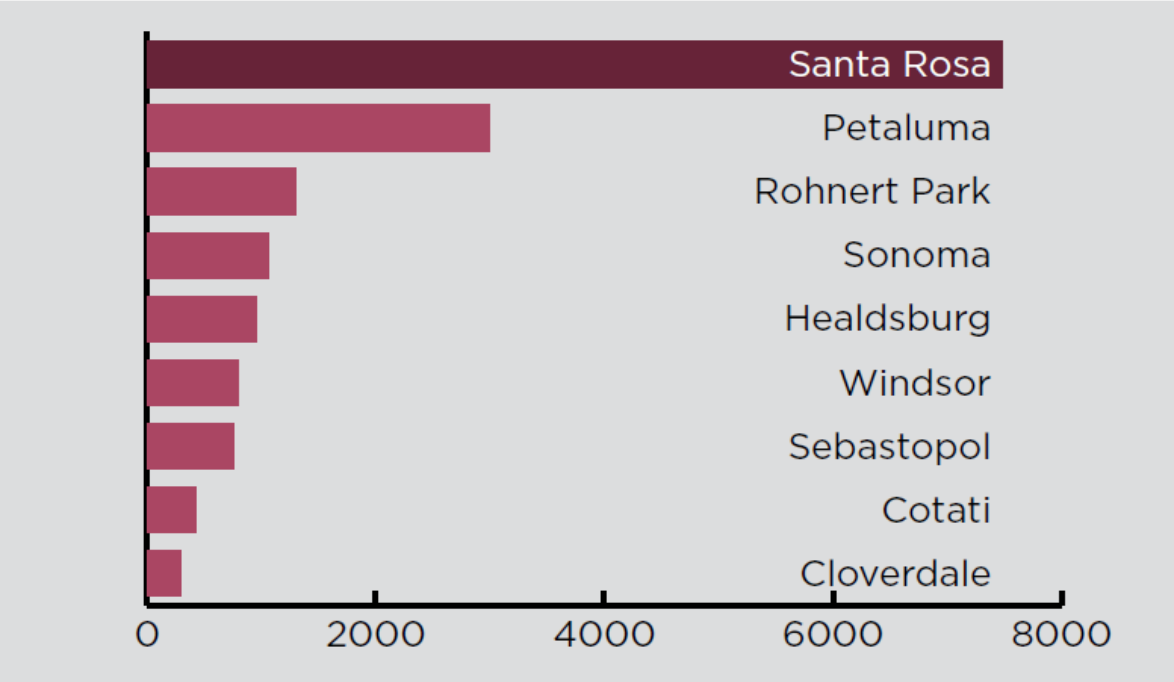 Santa Rosa
Petaluma
Rohnert Park
Sonoma
Healdsburg
Windsor
Sebastopol
Cotati
Cloverdale
0 2000 4000 6000 8000